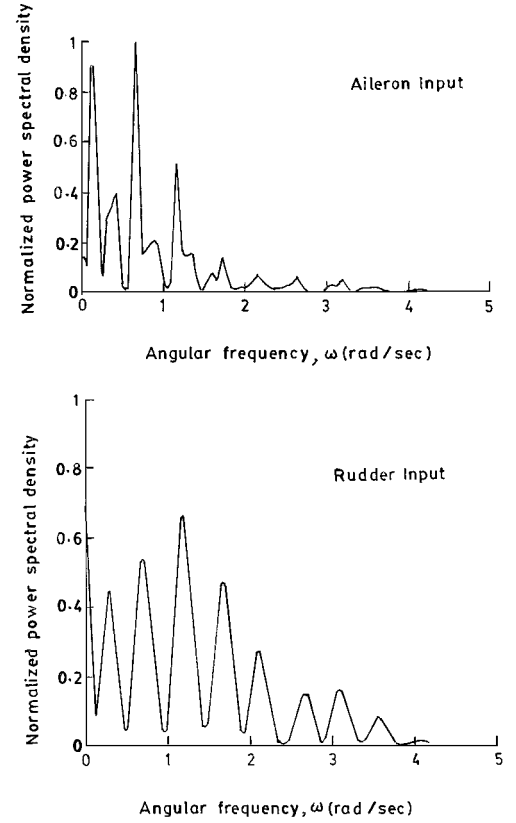 Normalized power spectral density
1
0.8
0.6
0.4
0.2
0
0 1 2 3 4 5
Aileron input
Angular frequency, ω (rad/sec)
Normalized power spectral density
1
0.8
0.6
0.4
0.2
0
0 1 2 3 4 5
Rudder Input
Angular frequency, ω (rad/sec)